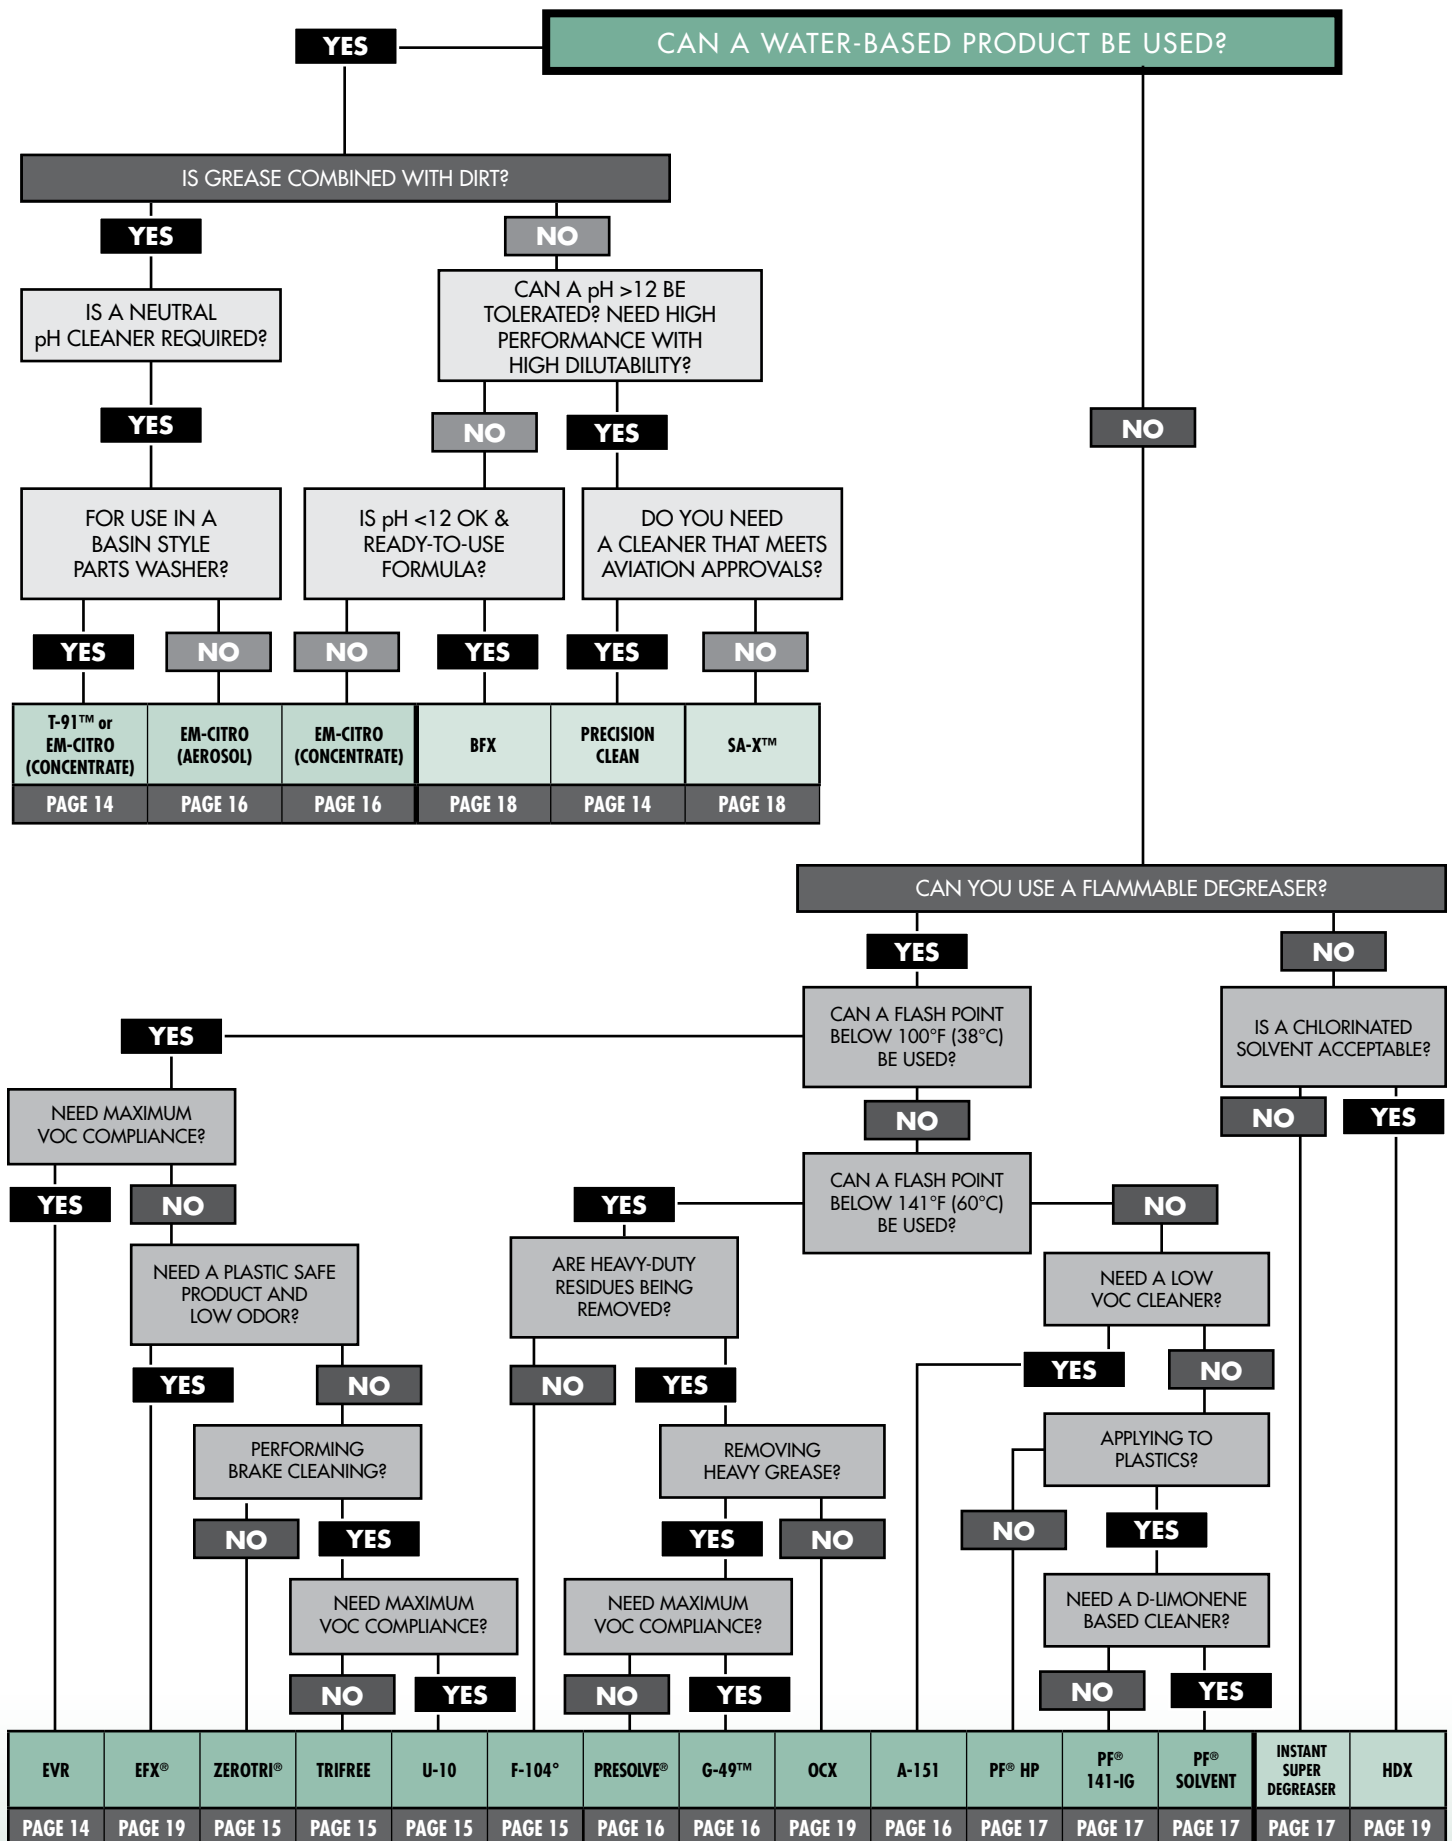 CAN A WATER-BASED PRODUCT BE USED?
YES
IS GREASE COMBINED WITH DIRT?
YES
NO
IS A NEUTRAL
pH CLEANER REQUIRED?
CAN A pH >12 BE
TOLERATED? NEED HIGH
PERFORMANCE WITH
HIGH DILUTABILITY?
YES
NO
YES
NO
FOR USE IN A
BASIN STYLE
PARTS WASHER?
IS pH <12 OK &
READY-TO-USE
FORMULA?
DO YOU NEED
A CLEANER THAT MEETS
AVIATION APPROVALS?
YES
NO
NO
YES
YES
NO
T-91™ or
EM-CITRO
(CONCENTRATE)
EM-CITRO
(AEROSOL)
EM-CITRO
(CONCENTRATE)
BFX
PRECISION
CLEAN
SA-X™
PAGE 14
PAGE 16
PAGE 16
PAGE 18
PAGE 14
PAGE 18
CAN YOU USE A FLAMMABLE DEGREASER?
YES
NO
CAN A FLASH POINT
BELOW 100°F (38°C)
BE USED?
IS A CHLORINATED
SOLVENT ACCEPTABLE?
YES
NO
NO
YES
NEED MAXIMUM
VOC COMPLIANCE?
CAN A FLASH POINT
BELOW 141°F (60°C)
BE USED?
YES
NO
YES
NO
NEED A PLASTIC SAFE
PRODUCT AND
LOW ODOR?
ARE HEAVY-DUTY
RESIDUES BEING
REMOVED?
NEED A LOW
VOC CLEANER?
YES
NO
NO
YES
YES
NO
PERFORMING
BRAKE CLEANING?
REMOVING
HEAVY GREASE?
APPLYING TO
PLASTICS?
NO
YES
YES
NO
NO
YES
NEED MAXIMUM
VOC COMPLIANCE?
NEED MAXIMUM
VOC COMPLIANCE?
NEED A D-LIMONENE
BASED CLEANER?
NO
YES
NO
YES
NO
YES
EVR
EFX®
ZEROTRI®
TRIFREE
U-10
F-104°
PRESOLVE®
G-49™
OCX
A-151
PF® HP
PF®
141-IG
PF®
SOLVENT
INSTANT
SUPER
DEGREASER
HDX
PAGE 14
PAGE 19
PAGE 15
PAGE 15
PAGE 15
PAGE 15
PAGE 16
PAGE 16
PAGE 19
PAGE 16
PAGE 17
PAGE 17
PAGE 17
PAGE 17
PAGE 19